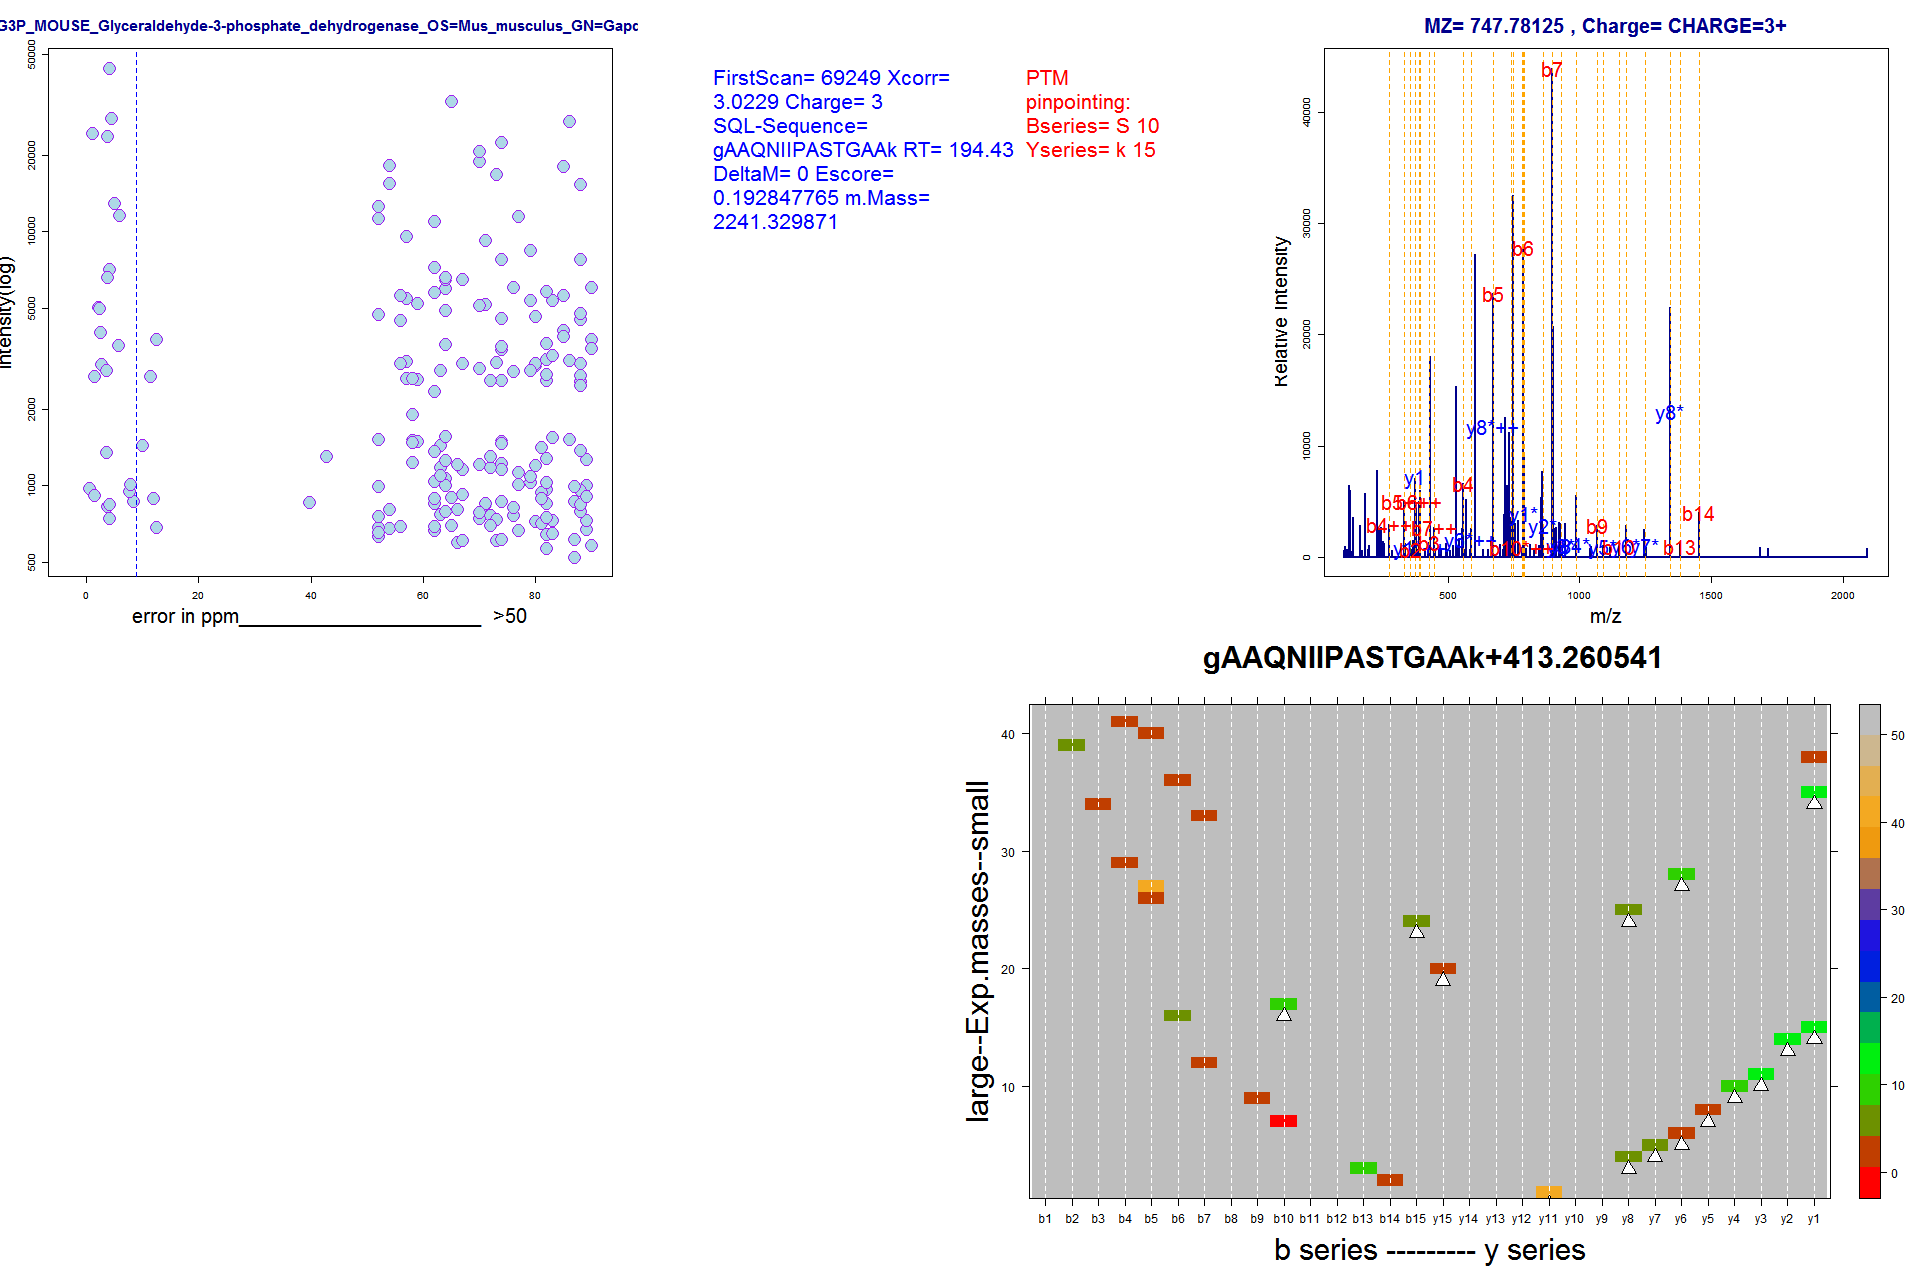 G3P_MOUSE_Glyceraldehyde-3-phosphate_dehydrogenase_OS=Mus_musculus_GN=Gapd
Intensity(log)
50000
20000
10000
5000
2000
1000
500
0 20 40 60 80
error in ppm >50
FirstScan= 69249 Xcorr=
3.0229 Charge= 3
SQL-Sequence=
gAAQNIIPASTGAAk RT= 194.43
DeltaM= 0 Escore=
0.192847765 m.Mass=
2241.329871
PTM
pinpointing:
Bseries= S 10
Yseries= k 15
MZ= 747.78125 , Charge= CHARGE=3+
Relative Intensity
40000
30000
20000
10000
0
b7
b6
b5
y8*
y8*++
y1
b4
b14
y1*
b9
y2*
b13
500 1000 1500 2000
m/z
gAAQNIIPASTGAAk+413.260541
large--Exp.masses--small
40
30
20
10
b1 b2 b3 b4 b5 b6 b7 b8 b9 b10 b11 b12 b13 b14 b15 y15 y14 y13 y12 y11 y10 y9 y8 y7 y6 y5 y4 y3 y2 y1
b series --------- y series
50
40
30
20
10
0